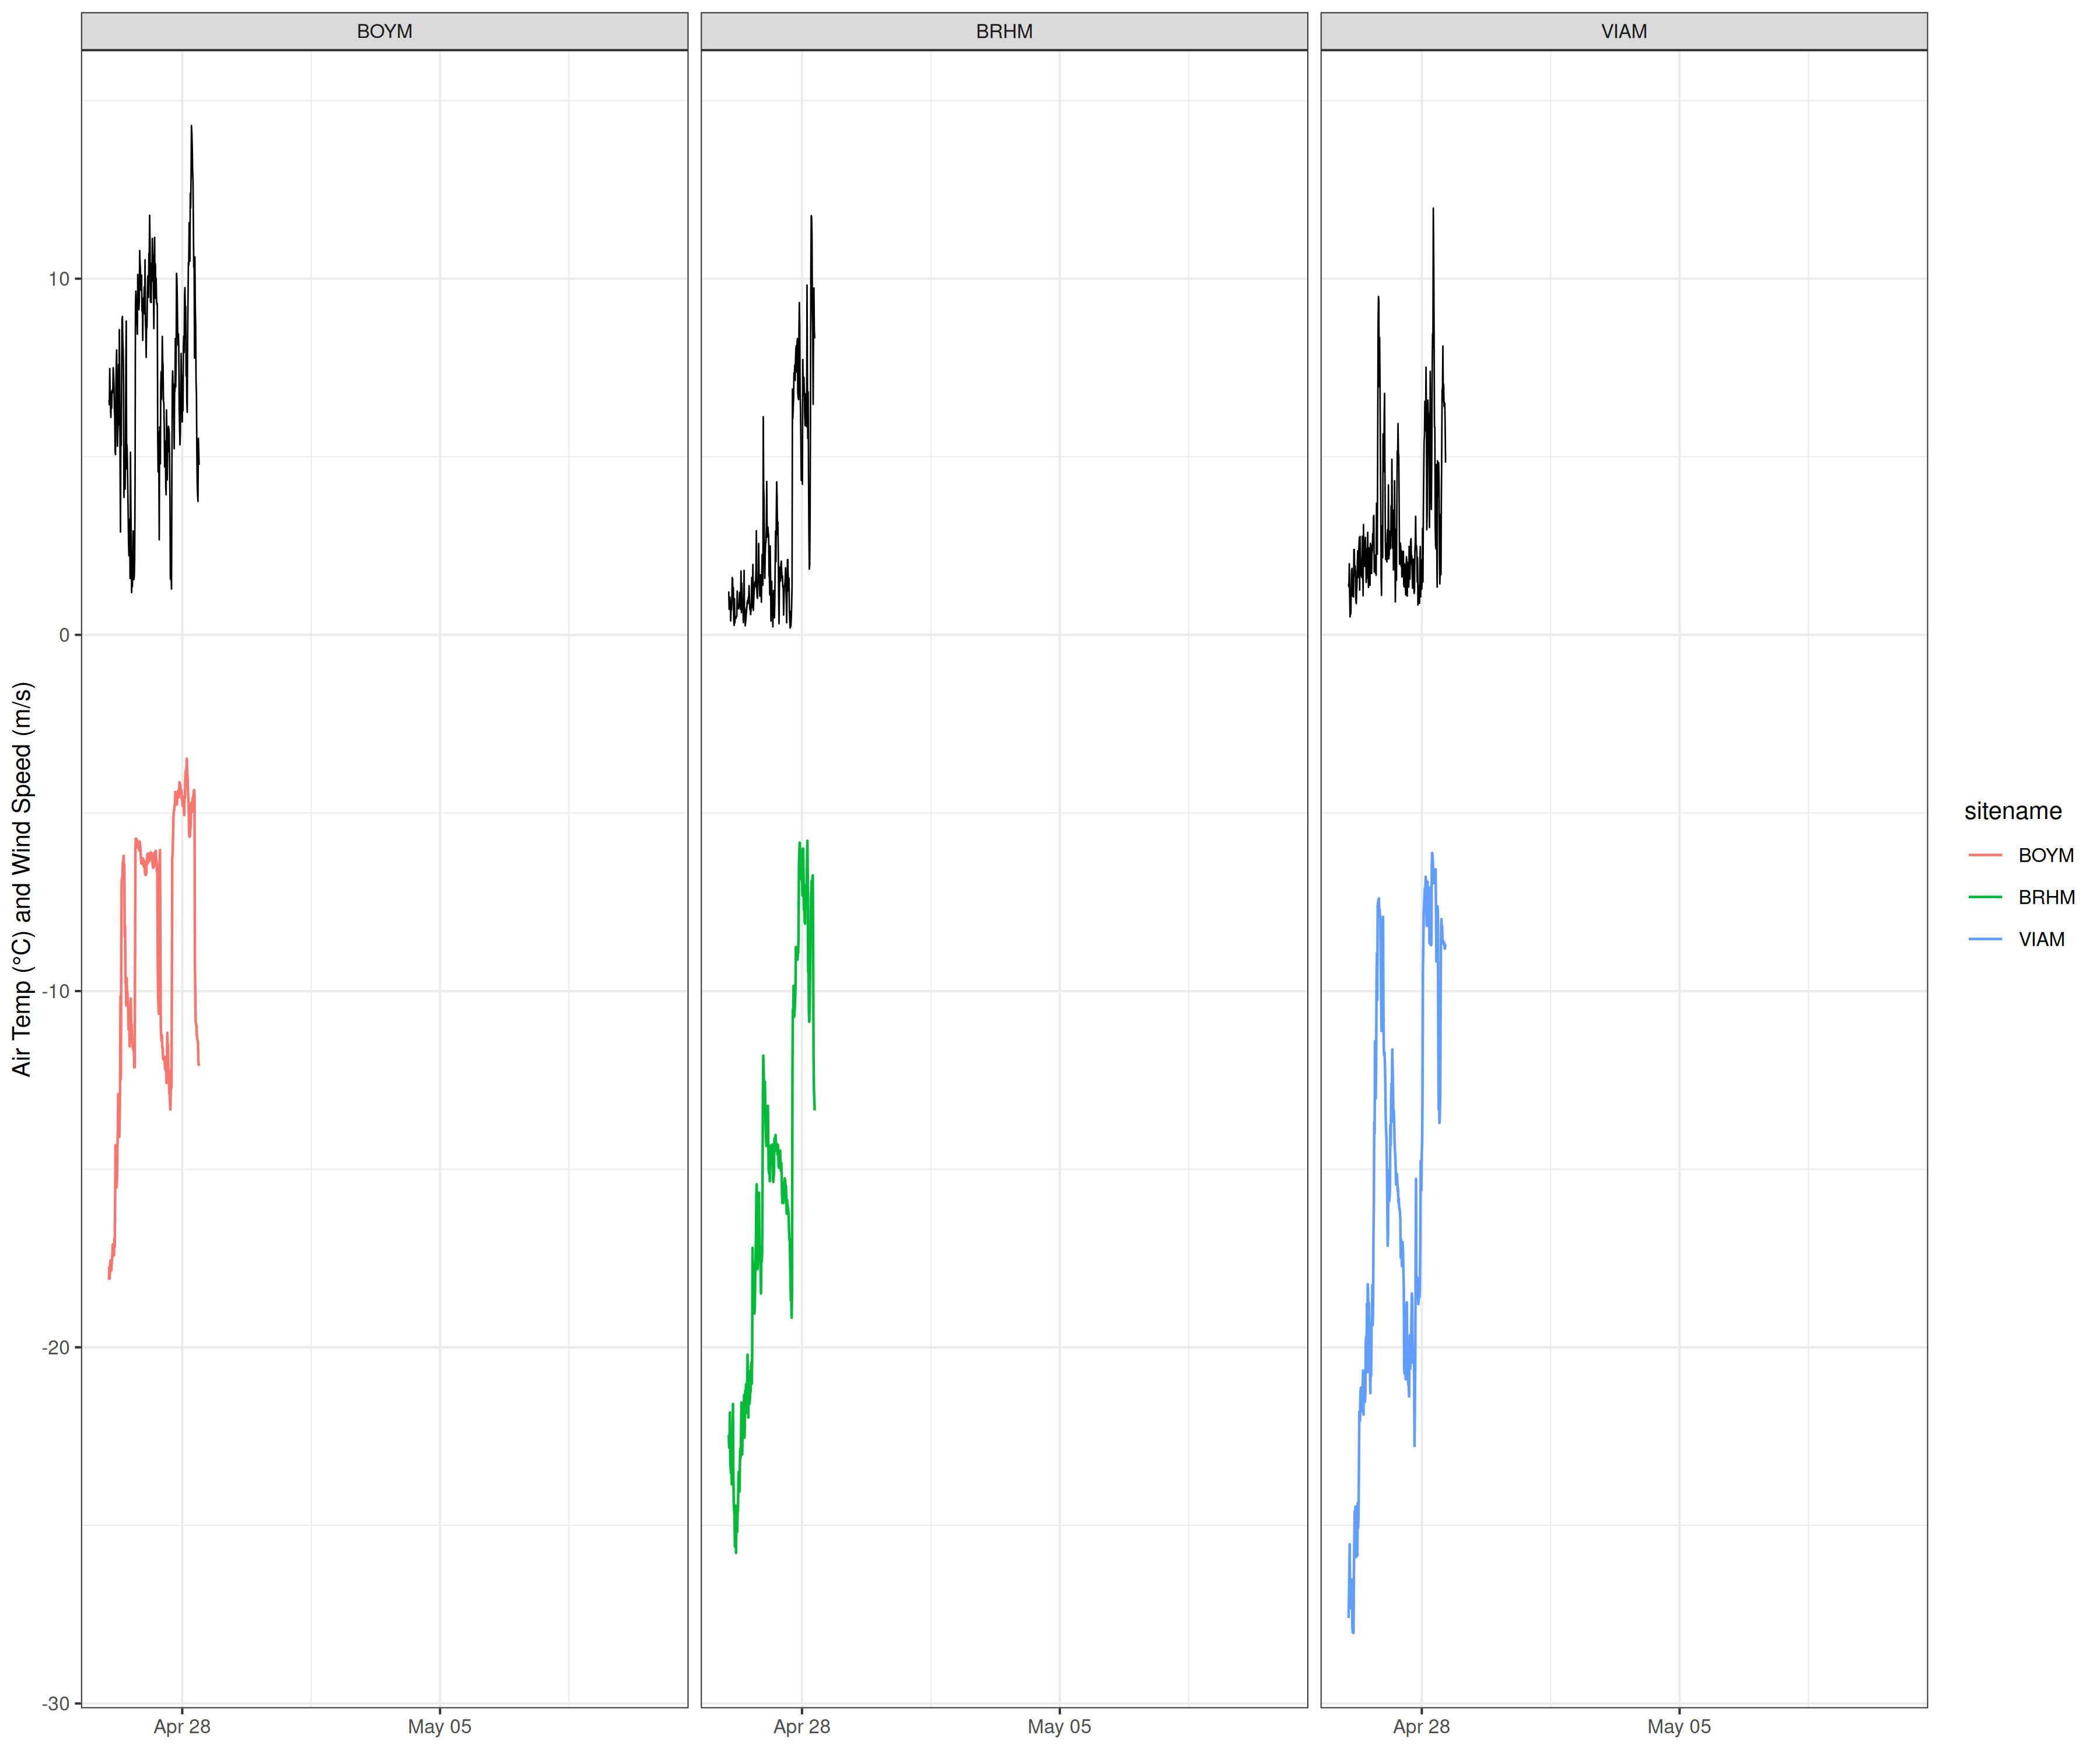 BOYM
BRHM
VIAM
10
0
-10
-20
-30
Air Temp (°C) and Wind Speed (m/s)
Apr 28
May 05
Apr 28
May 05
Apr 28
May 05
sitename
BOYM
BRHM
VIAM